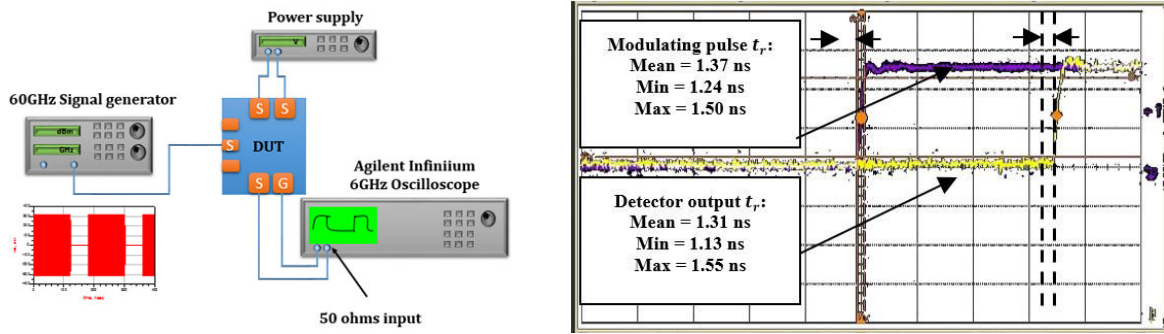 Power supply
V
60GHz Signal generator
dBm
GHz
S S
S
DUT
S G
Agilent Infiniium
6GHz Oscilloscope
50 ohms input
Modulating pulse tᵣ:
Mean = 1.37 ns
Min = 1.24 ns
Max = 1.50 ns
Detector output tᵣ:
Mean = 1.31 ns
Min = 1.13 ns
Max = 1.55 ns